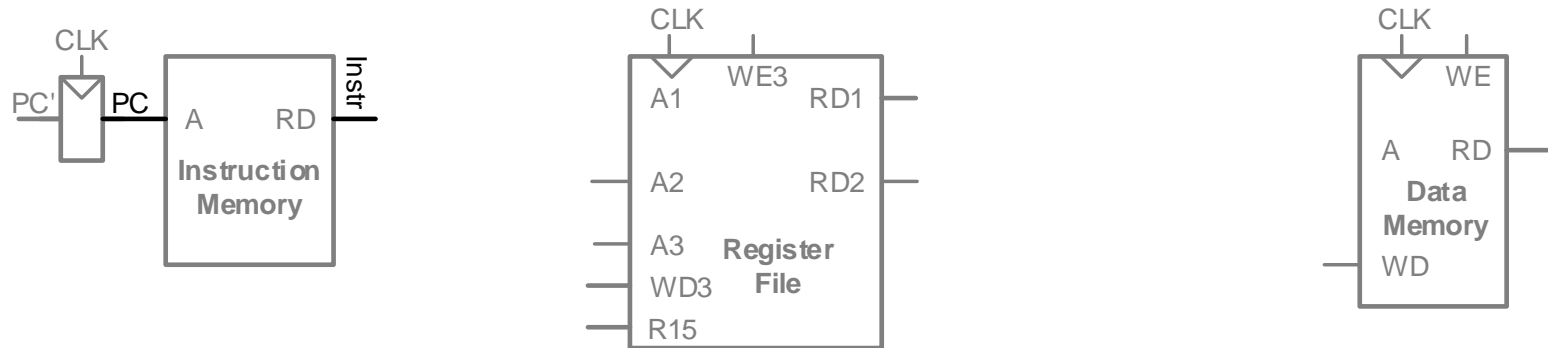 CLK
PC'
PC
A
RD
Instruction
Memory
Instr
CLK
WE3
A1
RD1
A2
RD2
A3
WD3
R15
Register
File
CLK
WE
A
RD
Data
Memory
WD